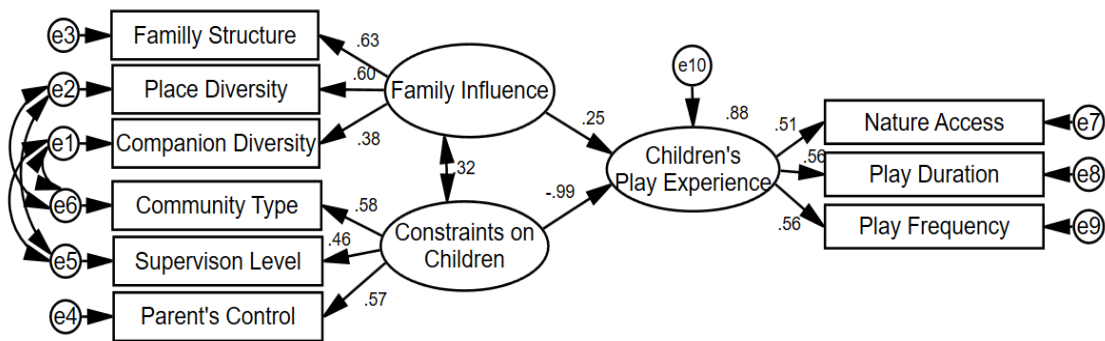 e3
Familly Structure
.63
e2
Place Diversity
.60
Family Influence
e1
Companion Diversity
.38
e10
.25
.88
.51
Nature Access
e7
Children's
Play Experience
.56
Play Duration
e8
.56
Play Frequency
e9
32
-.99
e6
Community Type
.58
Constraints on
Children
.46
e5
Supervison Level
.57
e4
Parent's Control